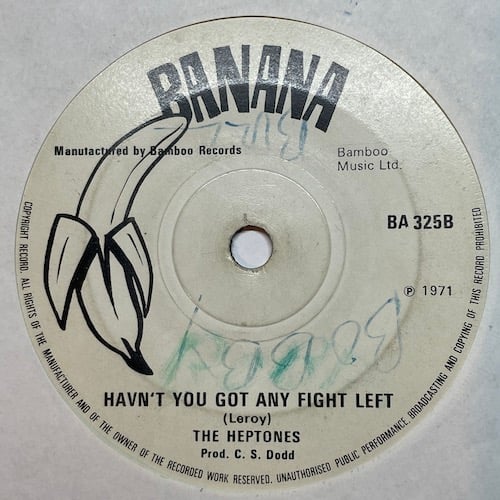 BANANA
Manufactured by Bamboo Records
Bamboo
Music Ltd.
BA 325B
℗ 1971
BOBBY
HAVN'T YOU GOT ANY FIGHT LEFT
(Leroy)
THE HEPTONES
Prod. C. S. Dodd
COPYRIGHT RECORD. ALL RIGHTS OF THE MANUFACTURER AND OF THE OWNER OF THE RECORDED WORK RESERVED. UNAUTHORISED PUBLIC PERFORMANCE, BROADCASTING AND COPYING OF THIS RECORD PROHIBITED